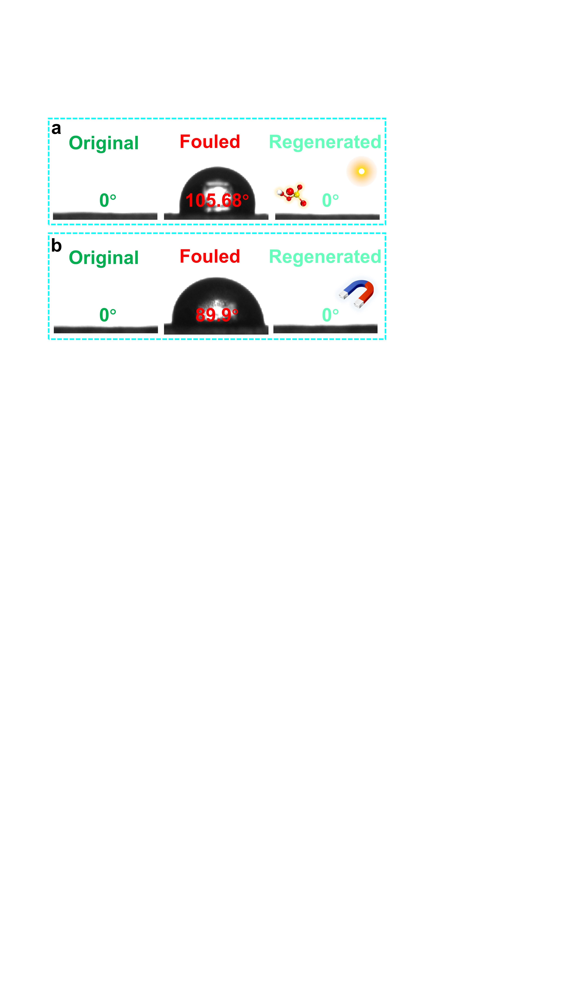 a
Original Fouled Regenerated
0° 105.68° 0°
b
Original Fouled Regenerated
0° 89.9° 0°